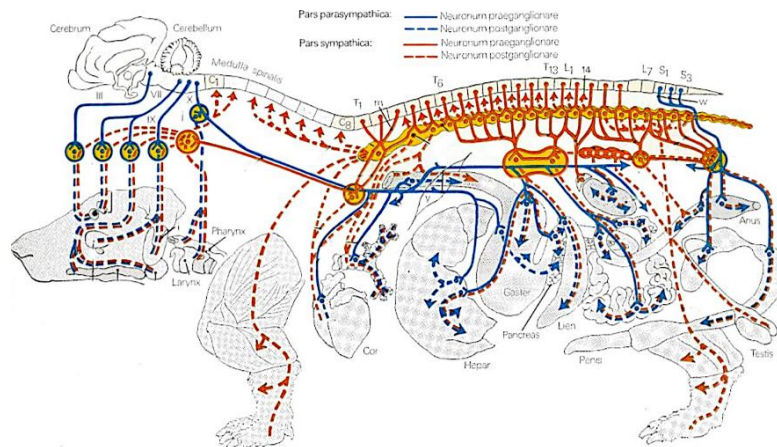 Pars parasympathica: Neuronum praeganglionare
Neuronum postganglionare
Pars sympathica: Neuronum praeganglionare
Neuronum postganglionare
Cerebrum
Cerebellum
Medulla spinalis
III
VII
IX
X
i
C1
C8
T1
m
T6
T13
L1
14
L7
S1
S3
w
y
Pharynx
Larynx
Cor
Hepar
Gaster
Pancreas
Lien
Penis
Anus
Testis